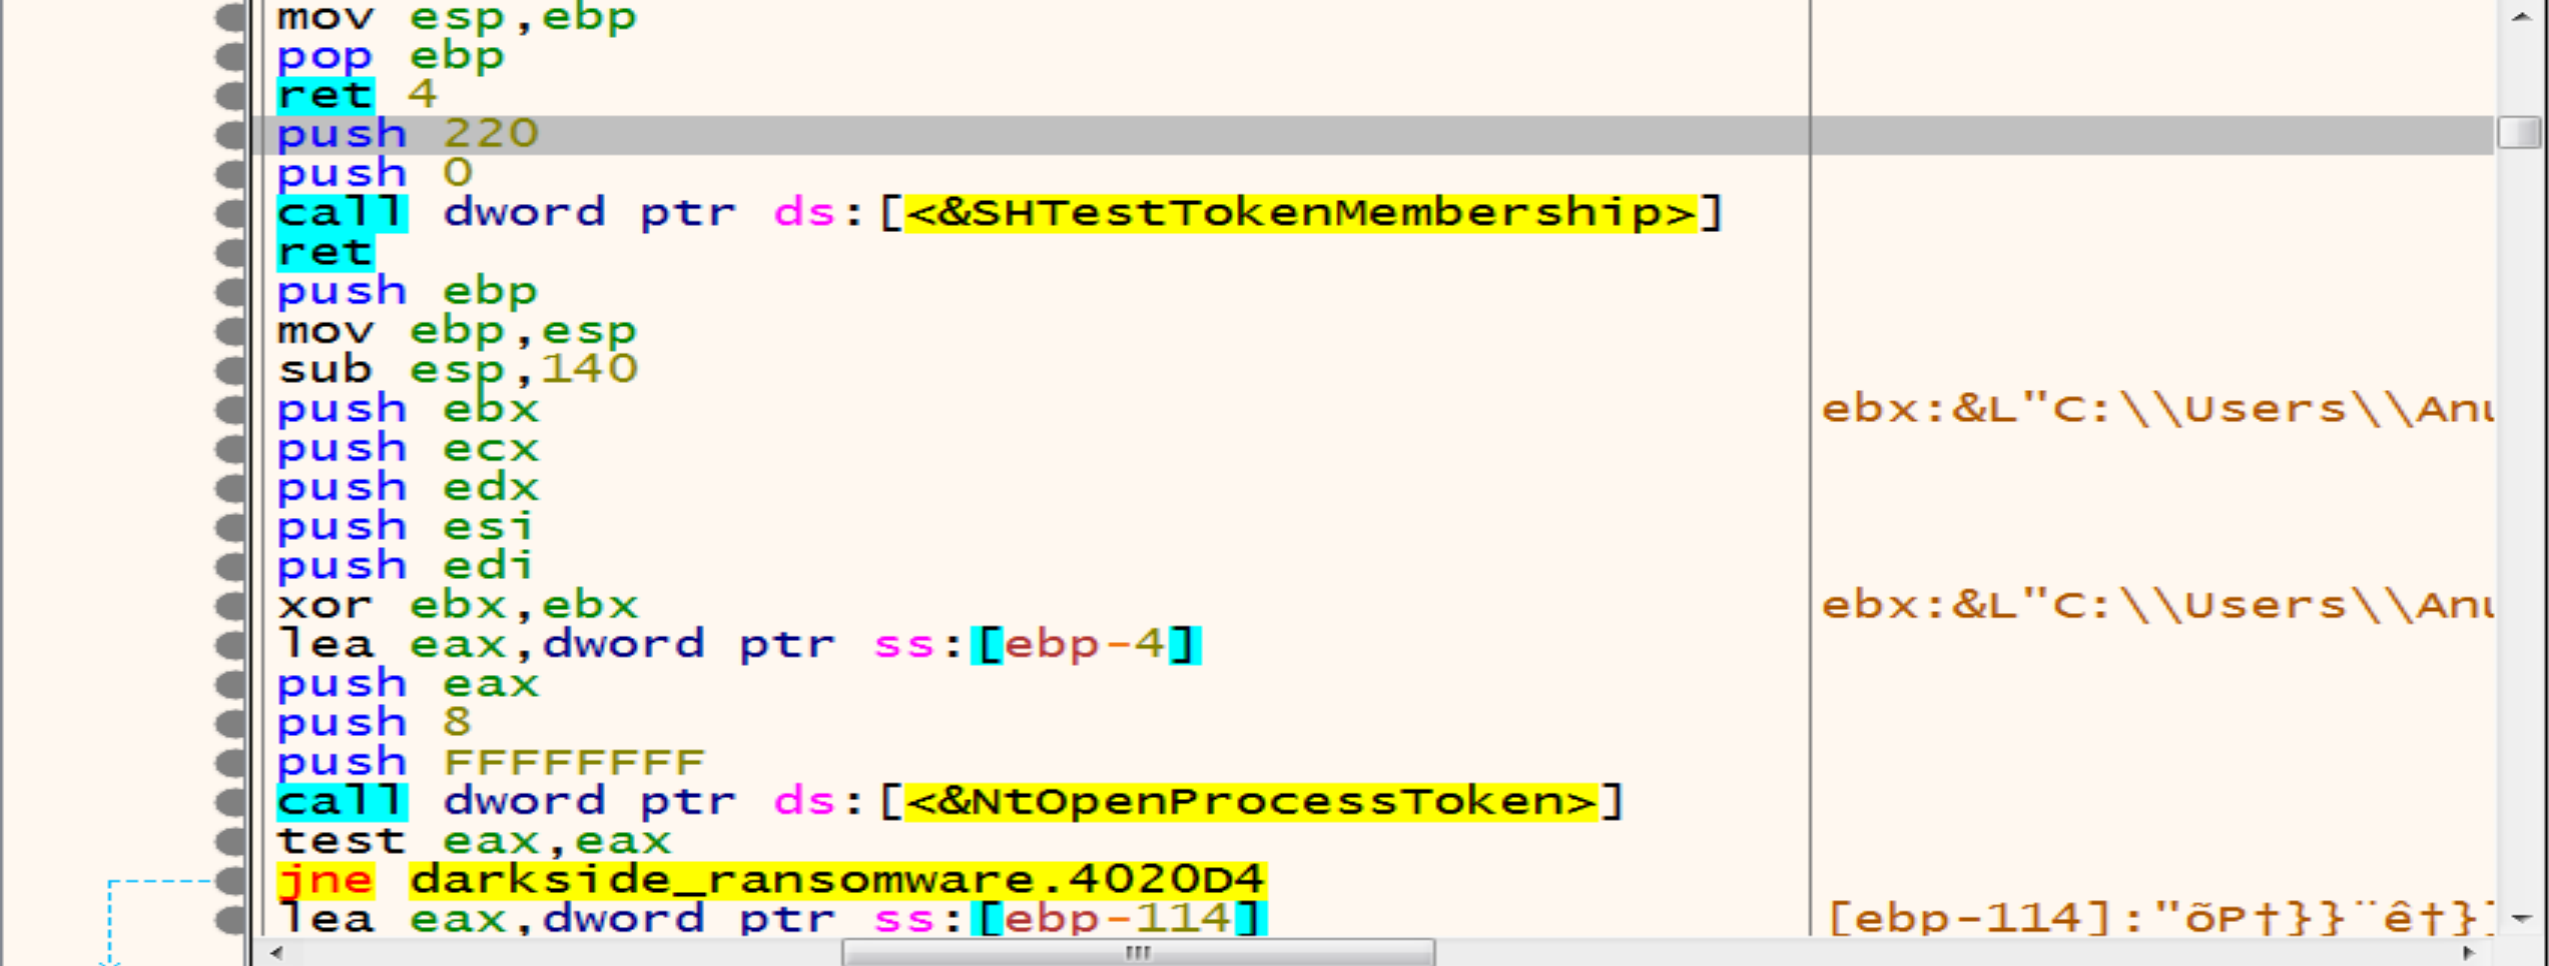 mov esp,ebp
pop ebp
ret 4
push 220
push 0
call dword ptr ds:[<&SHTestTokenMembership>]
ret
push ebp
mov ebp,esp
sub esp,140
push ebx ebx:&L"C:\\Users\\Anu
push ecx
push edx
push esi
push edi
xor ebx,ebx ebx:&L"C:\\Users\\Anu
lea eax,dword ptr ss:[ebp-4]
push eax
push 8
push FFFFFFFF
call dword ptr ds:[<&NtOpenProcessToken>]
test eax,eax
jne darkside_ransomware.4020D4
lea eax,dword ptr ss:[ebp-114] [ebp-114]:"õP†}}¨ê†}